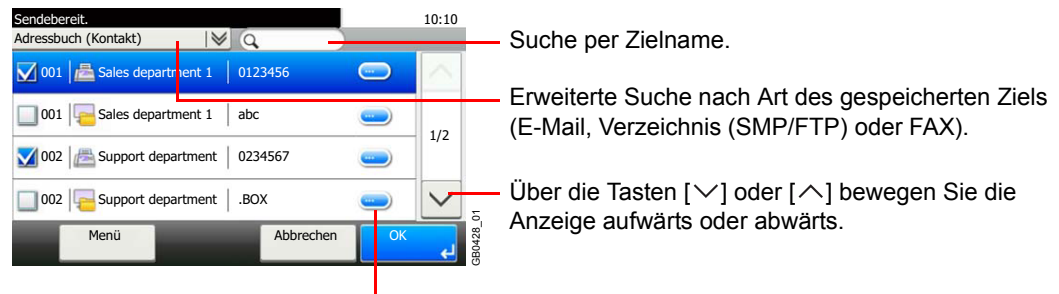 Sendebereit.
10:10
Adressbuch (Kontakt)
001 Sales department 1 0123456
001 Sales department 1 abc
002 Support department 0234567
002 Support department .BOX
1/2
Menü
Abbrechen
OK
GB0428_01
Suche per Zielname.
Erweiterte Suche nach Art des gespeicherten Ziels
(E-Mail, Verzeichnis (SMP/FTP) oder FAX).
Über die Tasten [∨] oder [∧] bewegen Sie die
Anzeige aufwärts oder abwärts.